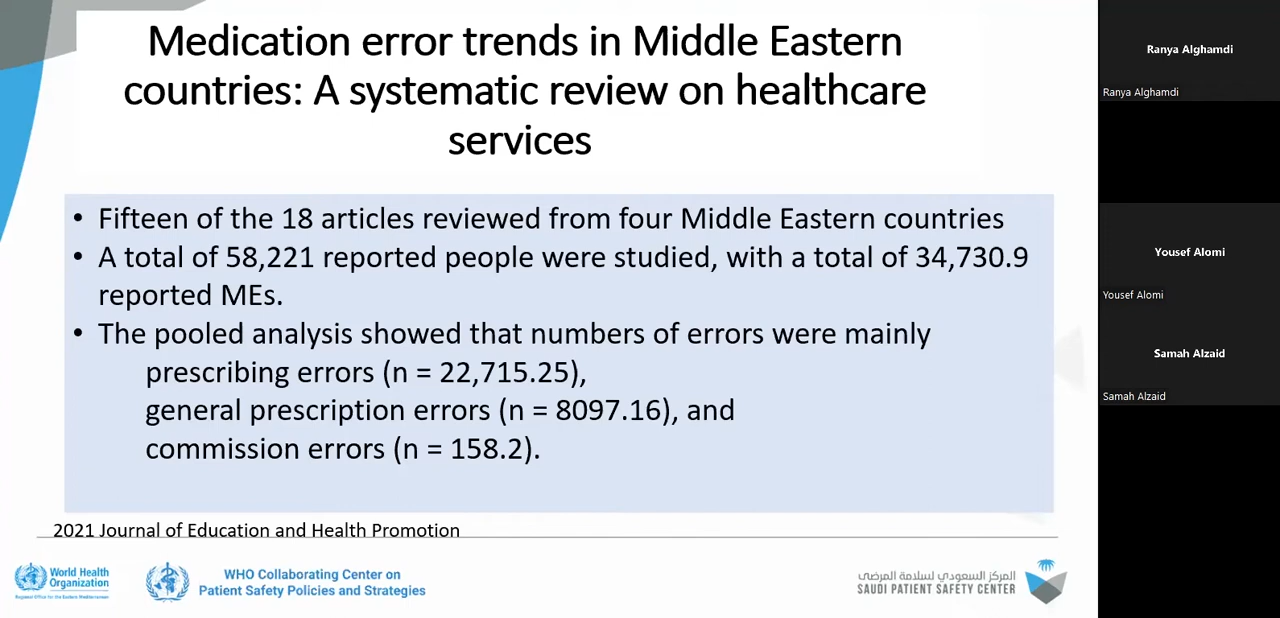 Medication error trends in Middle Eastern
countries: A systematic review on healthcare
services
• Fifteen of the 18 articles reviewed from four Middle Eastern countries
• A total of 58,221 reported people were studied, with a total of 34,730.9
reported MEs.
• The pooled analysis showed that numbers of errors were mainly
prescribing errors (n = 22,715.25),
general prescription errors (n = 8097.16), and
commission errors (n = 158.2).
2021 Journal of Education and Health Promotion
World Health
Organization
Regional Office for the Eastern Mediterranean
WHO Collaborating Center on
Patient Safety Policies and Strategies
المركز السعودي لسلامة المرضى
SAUDI PATIENT SAFETY CENTER
Ranya Alghamdi
Ranya Alghamdi
Yousef Alomi
Yousef Alomi
Samah Alzaid
Samah Alzaid